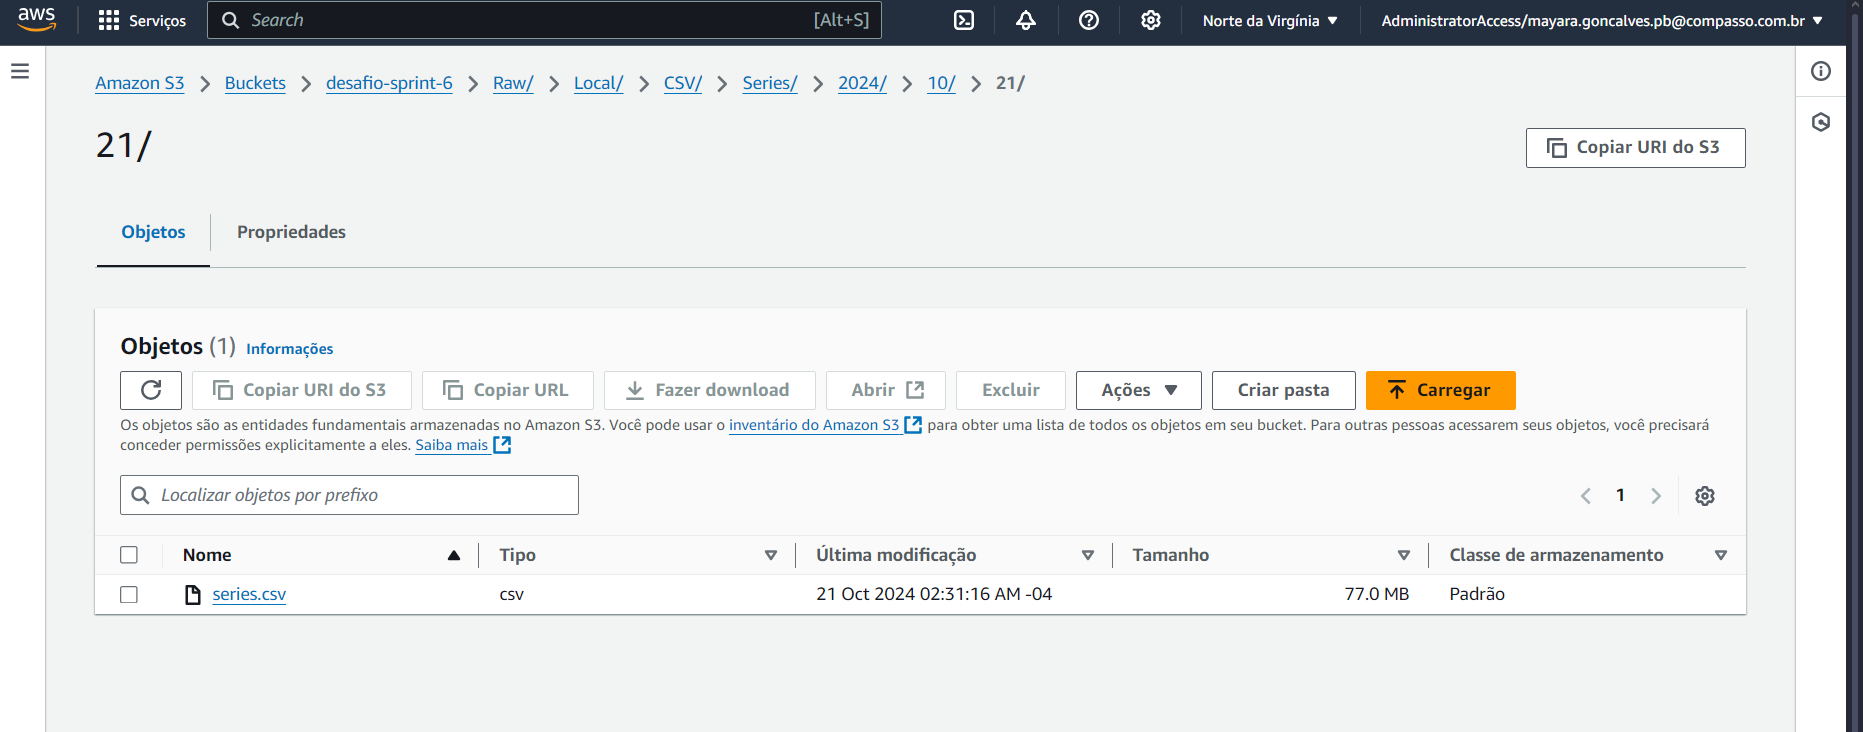 aws Serviços Search [Alt+S] Norte da Virgínia AdministratorAccess/mayara.goncalves.pb@compasso.com.br
Amazon S3 Buckets desafio-sprint-6 Raw/ Local/ CSV/ Series/ 2024/ 10/ 21/
21/
Copiar URI do S3
Objetos Propriedades
Objetos (1) Informações
Copiar URI do S3 Copiar URL Fazer download Abrir Excluir Ações Criar pasta Carregar
Os objetos são as entidades fundamentais armazenadas no Amazon S3. Você pode usar o inventário do Amazon S3 para obter uma lista de todos os objetos em seu bucket. Para outras pessoas acessarem seus objetos, você precisará
conceder permissões explicitamente a eles. Saiba mais
Localizar objetos por prefixo
1
Nome Tipo Última modificação Tamanho Classe de armazenamento
series.csv csv 21 Oct 2024 02:31:16 AM -04 77.0 MB Padrão